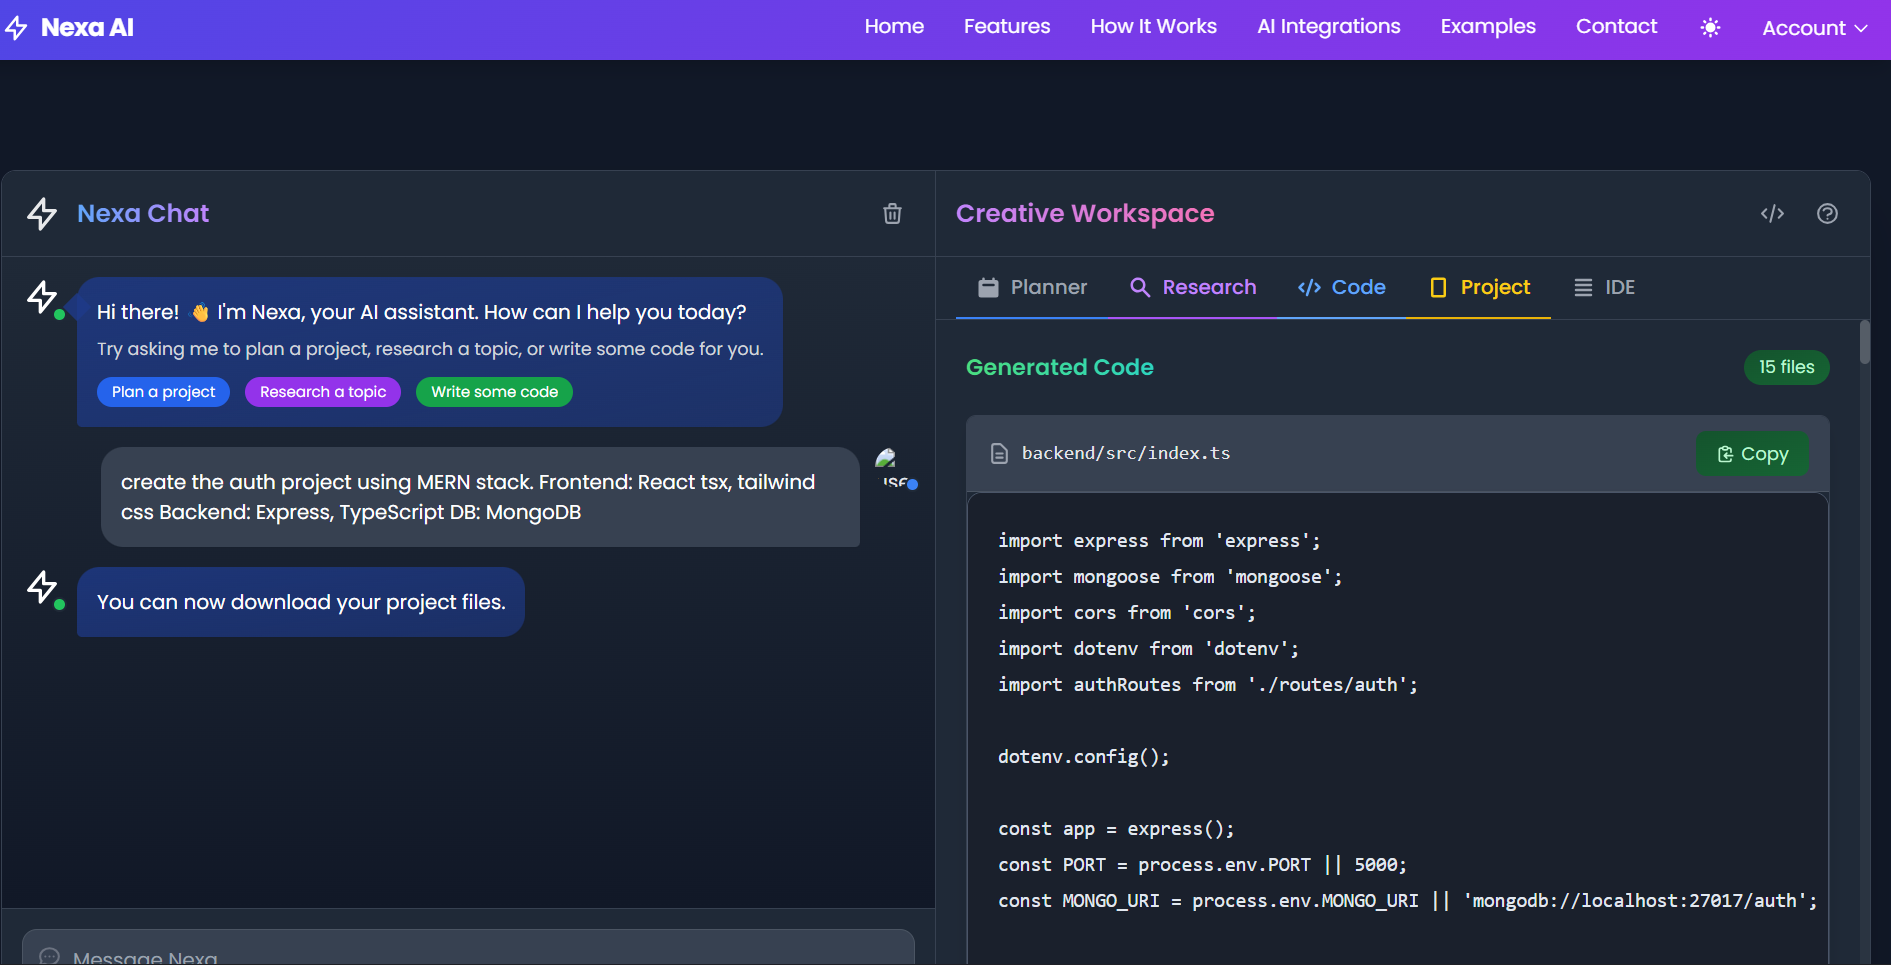 Nexa AI
Home Features How It Works AI Integrations Examples Contact Account
Nexa Chat
Hi there! 👋 I'm Nexa, your AI assistant. How can I help you today?
Try asking me to plan a project, research a topic, or write some code for you.
Plan a project Research a topic Write some code
create the auth project using MERN stack. Frontend: React tsx, tailwind
css Backend: Express, TypeScript DB: MongoDB
You can now download your project files.
Message Nexa
Creative Workspace
Planner Research </> Code Project IDE
Generated Code 15 files
backend/src/index.ts Copy
import express from 'express';
import mongoose from 'mongoose';
import cors from 'cors';
import dotenv from 'dotenv';
import authRoutes from './routes/auth';
dotenv.config();
const app = express();
const PORT = process.env.PORT || 5000;
const MONGO_URI = process.env.MONGO_URI || 'mongodb://localhost:27017/auth';